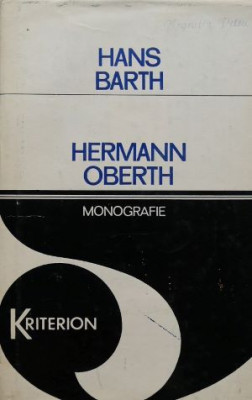 HANS
BARTH
HERMANN
OBERTH
MONOGRAFIE
KRITERION